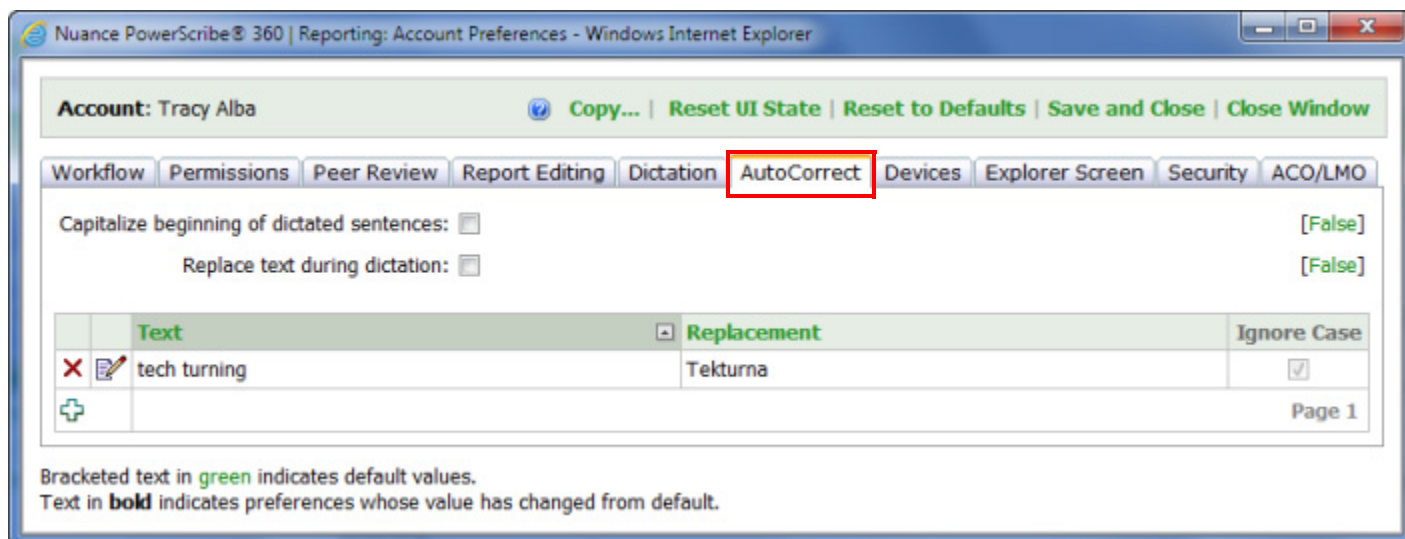 Nuance PowerScribe® 360 | Reporting: Account Preferences - Windows Internet Explorer
Account: Tracy Alba Copy... | Reset UI State | Reset to Defaults | Save and Close | Close Window
Workflow Permissions Peer Review Report Editing Dictation AutoCorrect Devices Explorer Screen Security ACO/LMO
Capitalize beginning of dictated sentences: [False]
Replace text during dictation: [False]
Text Replacement Ignore Case
tech turning Tekturna
Page 1
Bracketed text in green indicates default values.
Text in bold indicates preferences whose value has changed from default.